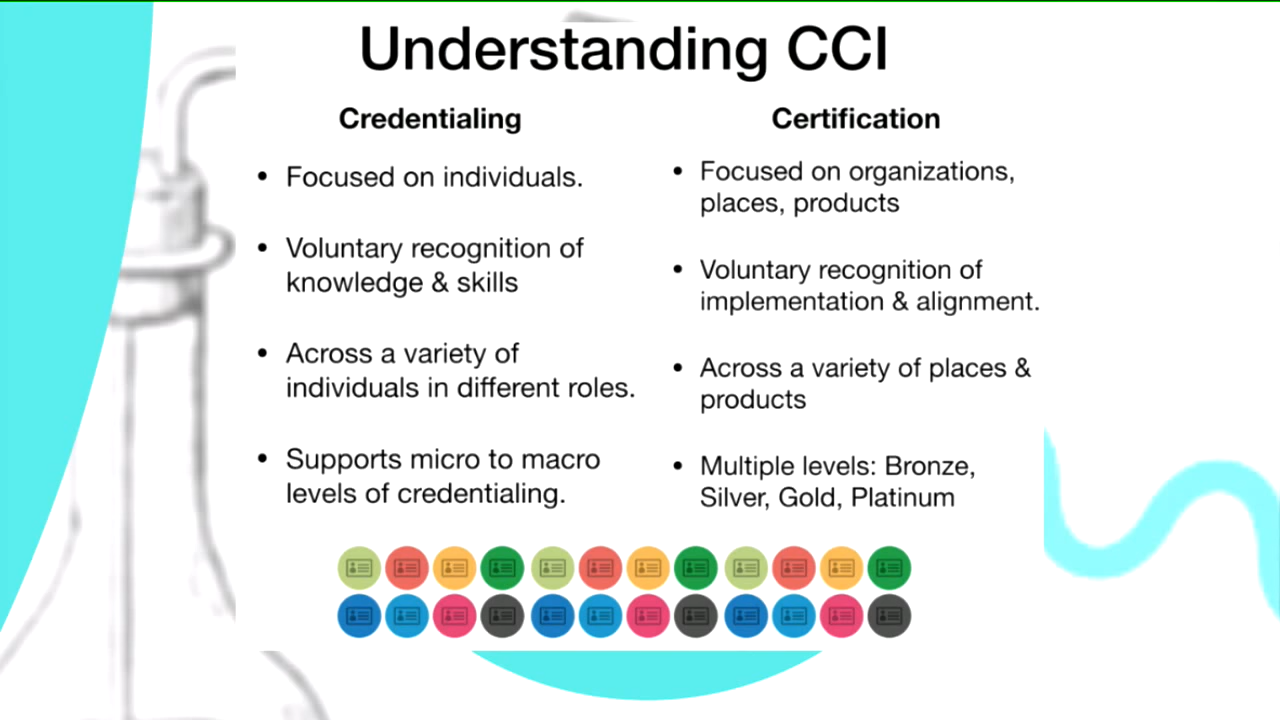 Understanding CCI
Credentialing
• Focused on individuals.
• Voluntary recognition of
knowledge & skills
• Across a variety of
individuals in different roles.
• Supports micro to macro
levels of credentialing.
Certification
• Focused on organizations,
places, products
• Voluntary recognition of
implementation & alignment.
• Across a variety of places &
products
• Multiple levels: Bronze,
Silver, Gold, Platinum